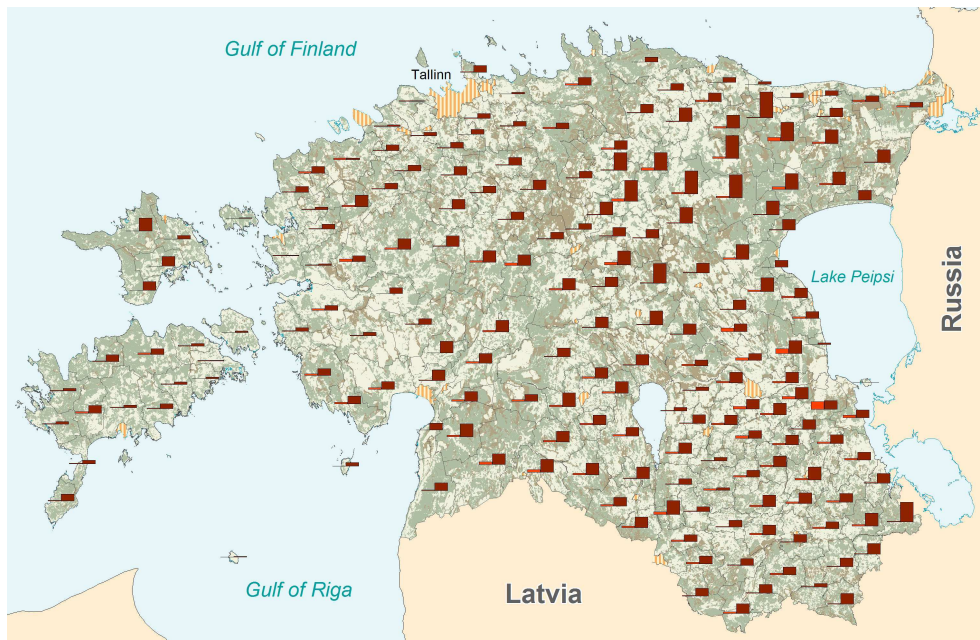 Gulf of Finland
Tallinn
Lake Peipsi
Russia
Gulf of Riga
Latvia